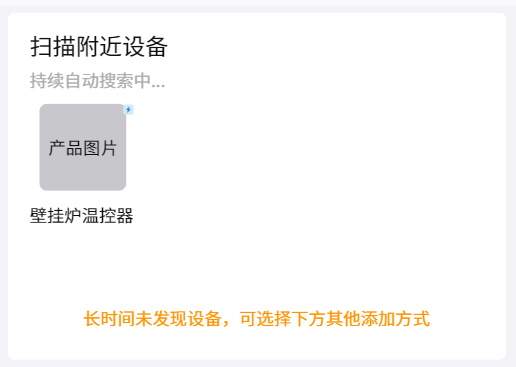 扫描附近设备
持续自动搜索中...
产品图片
壁挂炉温控器
长时间未发现设备，可选择下方其他添加方式